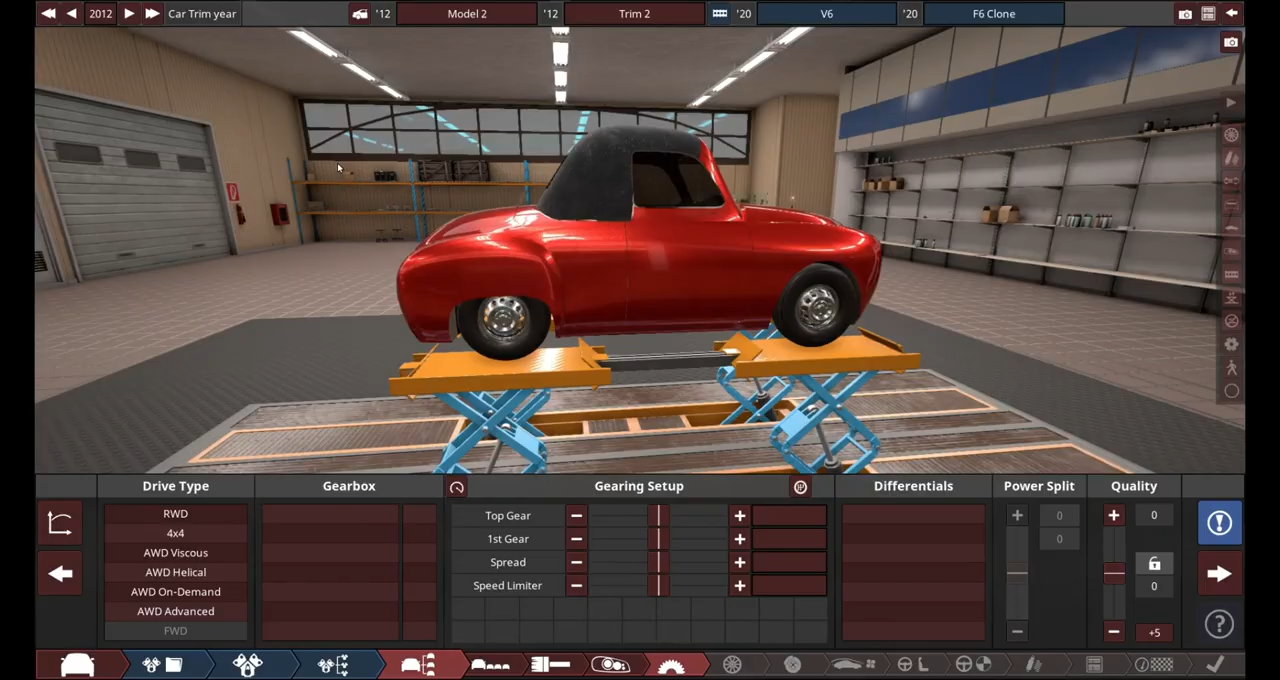 2012 Car Trim year '12 Model 2 '12 Trim 2 '20 V6 '20 F6 Clone
Drive Type Gearbox Gearing Setup Differentials Power Split Quality
RWD
4x4
AWD Viscous
AWD Helical
AWD On-Demand
AWD Advanced
FWD
Top Gear
1st Gear
Spread
Speed Limiter
0
0
0
0
+5